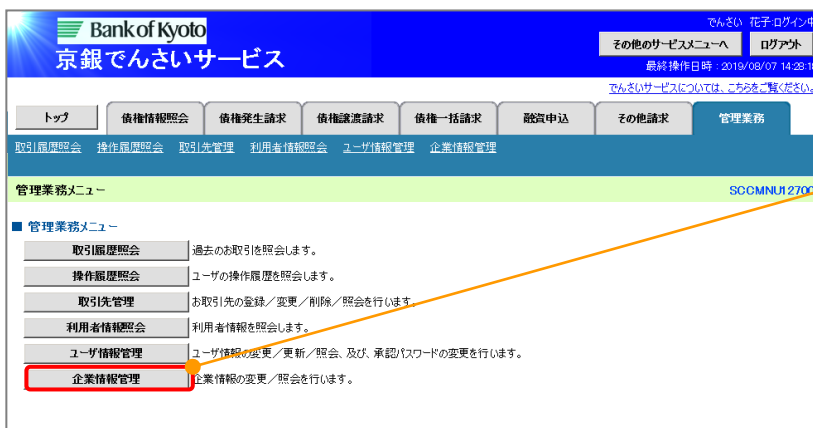 Bank of Kyoto
京銀でんさいサービス
でんさい 花子:ログイン中
その他のサービスメニューへ ログアウト
最終操作日時：2019/08/07 14:28:18
でんさいサービスについては、こちらをご覧ください。
トップ 債権情報照会 債権発生請求 債権譲渡請求 債権一括請求 融資申込 その他請求 管理業務
取引履歴照会 操作履歴照会 取引先管理 利用者情報照会 ユーザ情報管理 企業情報管理
管理業務メニュー SCCMNU12700
■ 管理業務メニュー
取引履歴照会 過去のお取引を照会します。
操作履歴照会 ユーザの操作履歴を照会します。
取引先管理 お取引先の登録／変更／削除／照会を行います。
利用者情報照会 利用者情報を照会します。
ユーザ情報管理 ユーザ情報の変更／更新／照会、及び、承認パスワードの変更を行います。
企業情報管理 企業情報の変更／照会を行います。